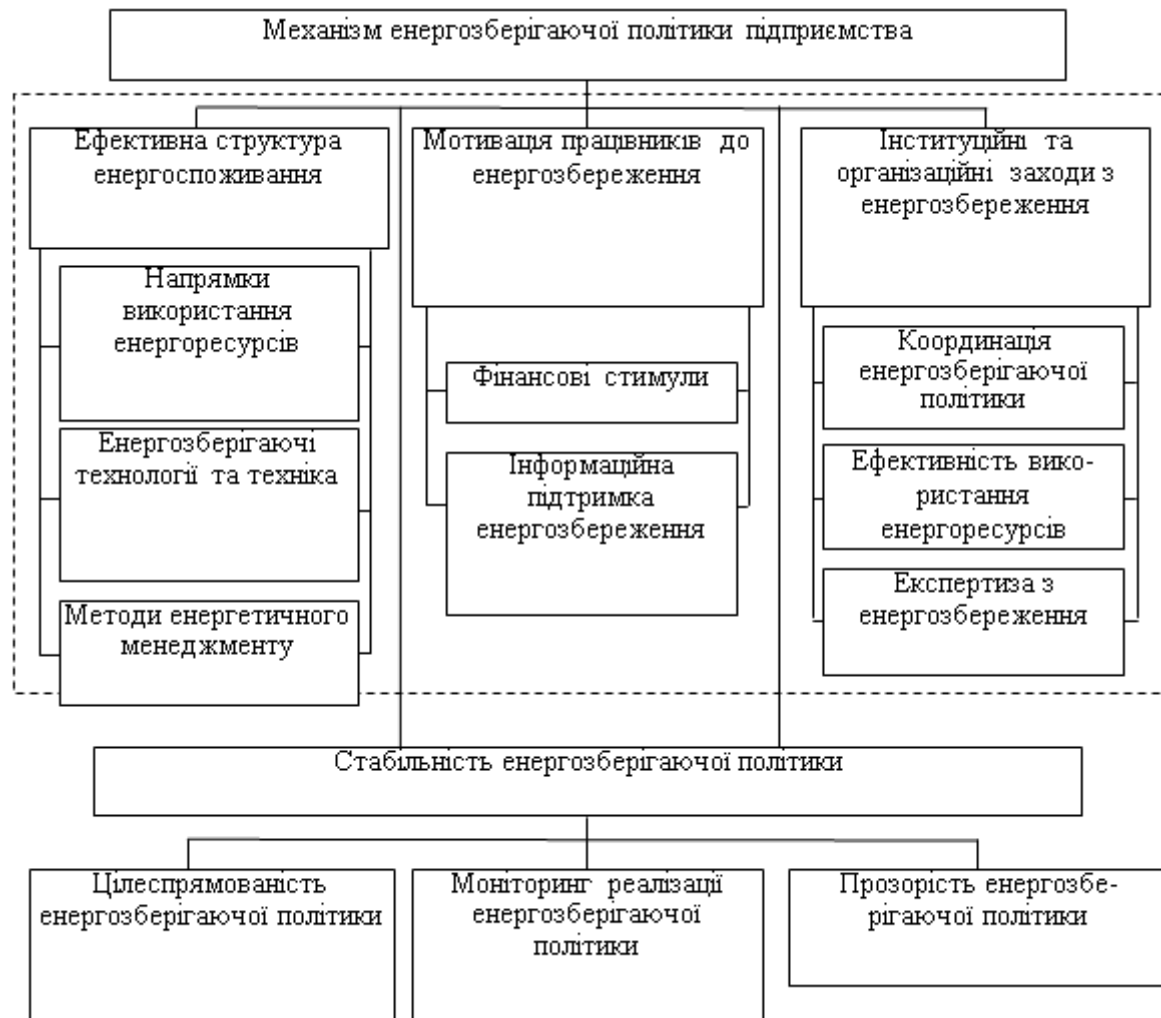 Механізм енергозберігаючої політики підприємства
Ефективна структура
енергоспоживання
Мотивація працівників до
енергозбереження
Інституційні та
організаційні заходи з
енергозбереження
Напрямки
використання
енергоресурсів
Енергозберігаючі
технології та техніка
Методи енергетичного
менеджменту
Фінансові стимули
Інформаційна
підтримка
енергозбереження
Координація
енергозберігаючої
політики
Ефективність вико-
ристання
енергоресурсів
Експертиза з
енергозбереження
Стабільність енергозберігаючої політики
Цілеспрямованість
енергозберігаючої політики
Моніторинг реалізації
енергозберігаючої
політики
Прозорість енергозбе-
рігаючої політики